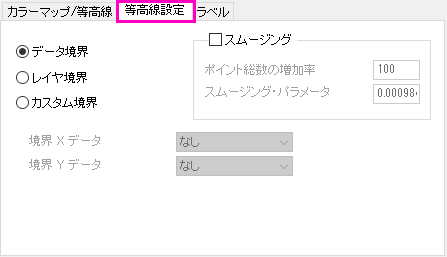 カラーマップ/等高線 等高線設定 ラベル
データ境界
レイヤ境界
カスタム境界
スムージング
ポイント総数の増加率 100
スムージング・パラメータ 0.00098
境界 X データ なし
境界 Y データ なし